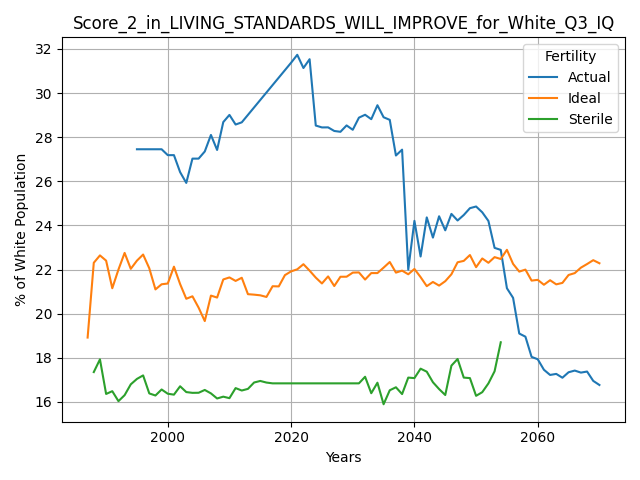 Score_2_in_LIVING_STANDARDS_WILL_IMPROVE_for_White_Q3_IQ
Fertility
Actual
Ideal
Sterile
% of White Population
32
30
28
26
24
22
20
18
16
2000
2020
2040
2060
Years